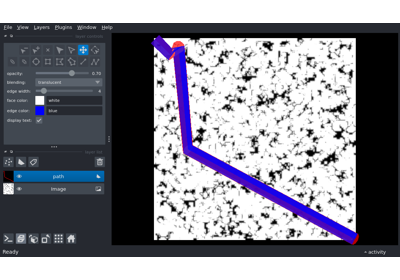 File View Layers Plugins Window Help
opacity: 0.70
blending: translucent
edge width:
face color: white
edge color: blue
display text:
path
Image
Ready
activity